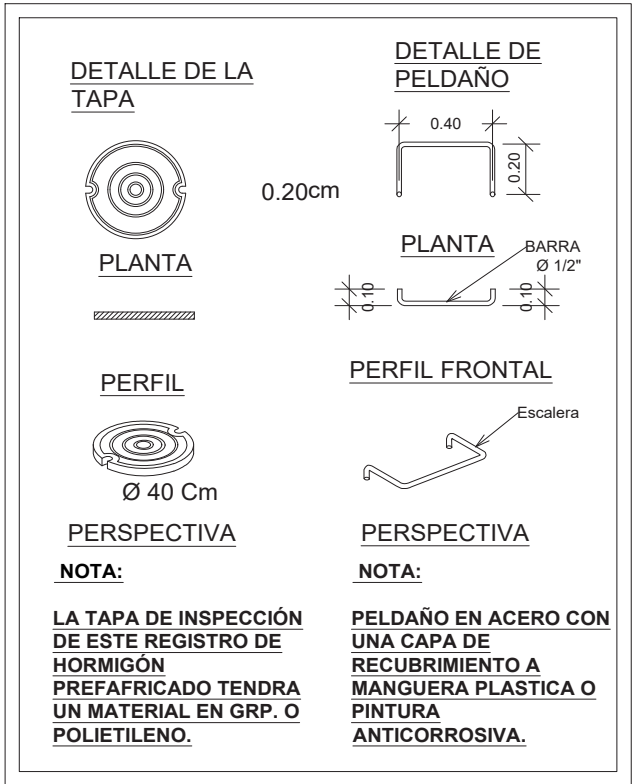 DETALLE DE LA
TAPA
PLANTA
0.20cm
PERFIL
Ø 40 Cm
PERSPECTIVA
NOTA:
LA TAPA DE INSPECCIÓN
DE ESTE REGISTRO DE
HORMIGÓN
PREFAFRICADO TENDRA
UN MATERIAL EN GRP. O
POLIETILENO.
DETALLE DE
PELDAÑO
0.40
0.20
PLANTA
BARRA
Ø 1/2"
0.10
0.10
PERFIL FRONTAL
Escalera
PERSPECTIVA
NOTA:
PELDAÑO EN ACERO CON
UNA CAPA DE
RECUBRIMIENTO A
MANGUERA PLASTICA O
PINTURA
ANTICORROSIVA.